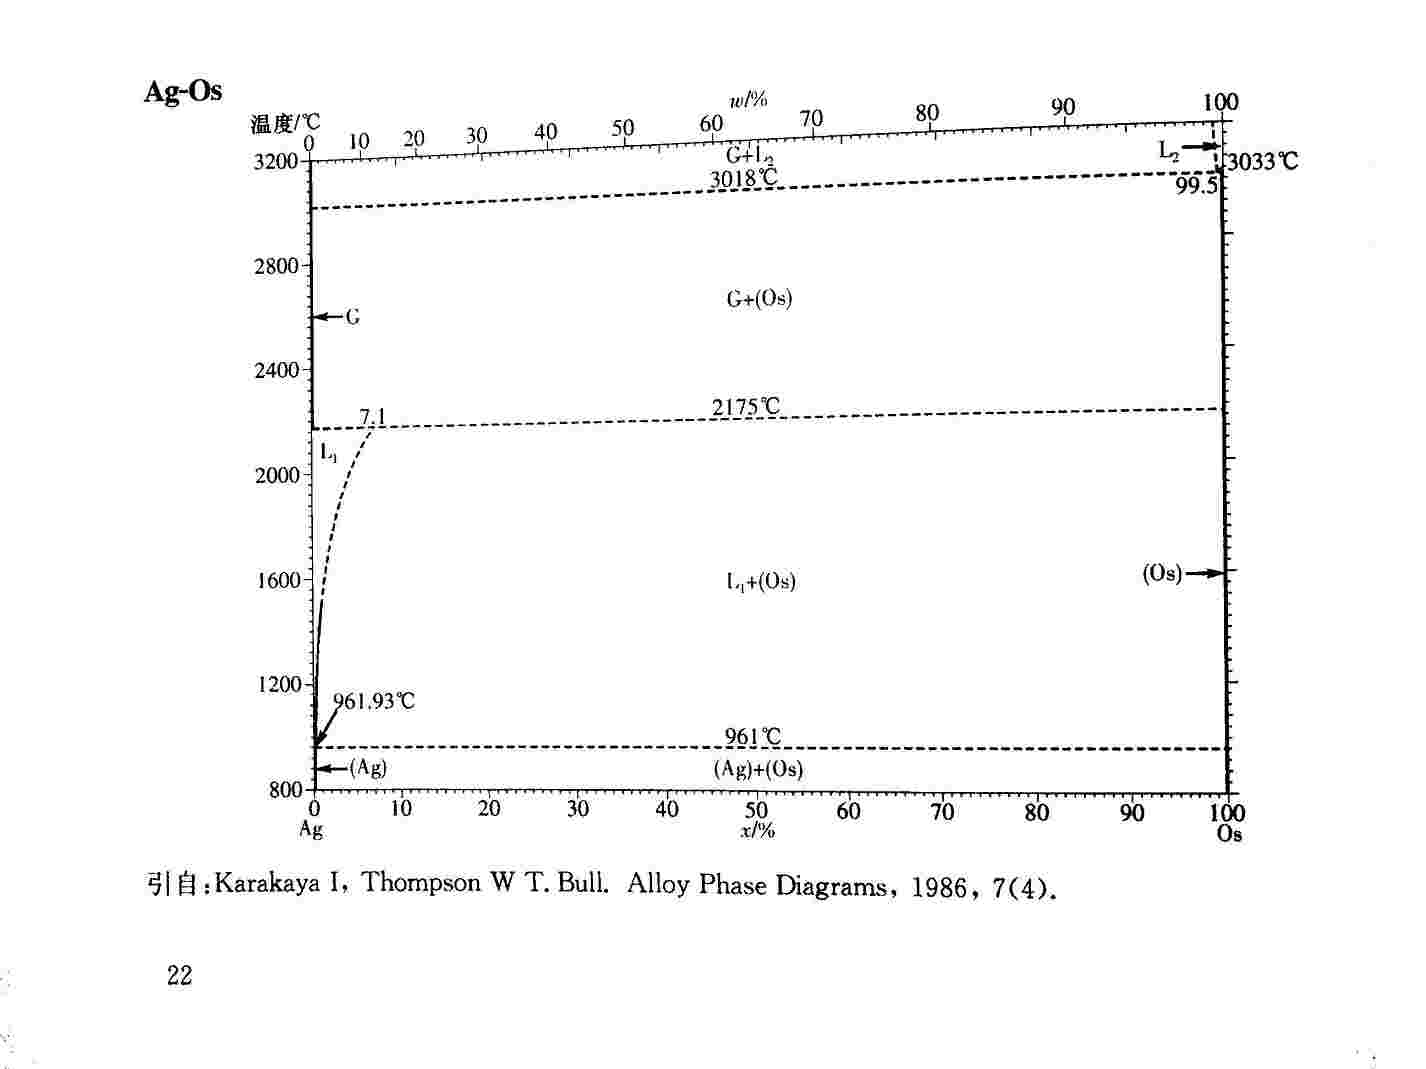 Ag-Os
w/%
温度/℃
0 10 20 30 40 50 60 70 80 90 100
3200
G+L₂
L₂
3033℃
3018℃
99.5
2800
G+(Os)
G
2400
7.1
2175℃
L₁
2000
1600
L₁+(Os)
(Os)
1200
961.93℃
961℃
(Ag)
(Ag)+(Os)
800
0 10 20 30 40 50 60 70 80 90 100
Ag
x/%
Os
引自:Karakaya I, Thompson W T. Bull. Alloy Phase Diagrams, 1986, 7(4).
22